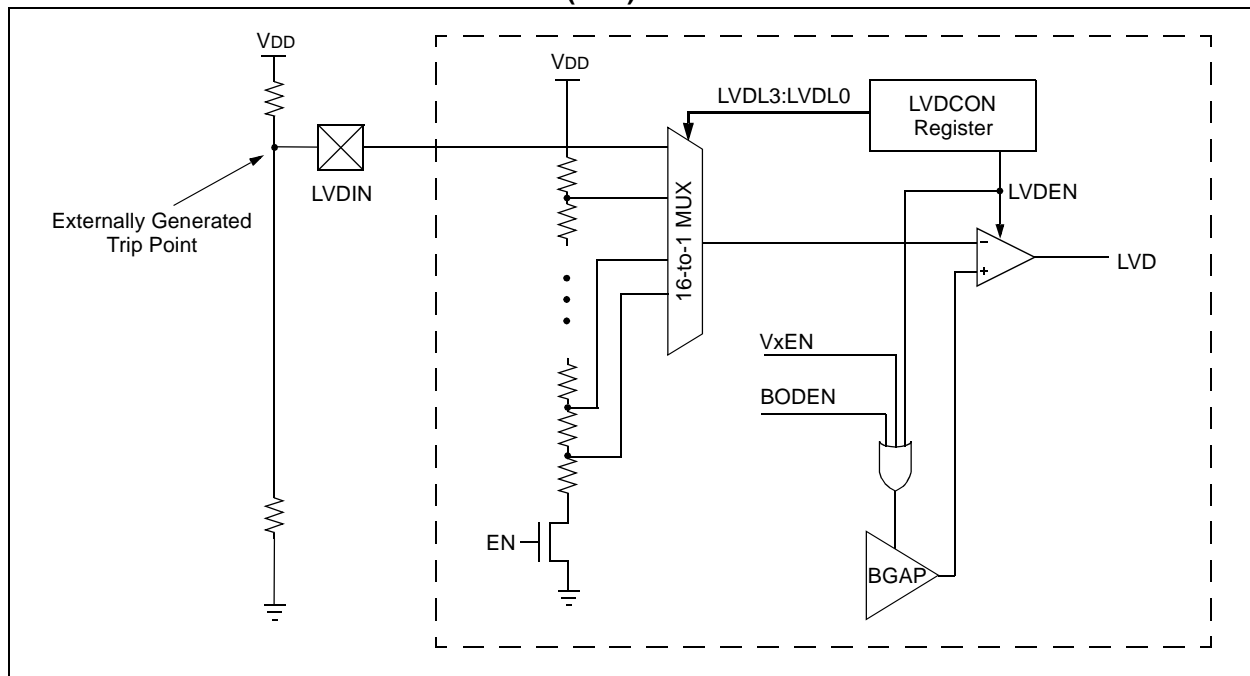 VDD
VDD
LVDL3:LVDL0
LVDCON
Register
LVDIN
16-to-1 MUX
LVDEN
Externally Generated
Trip Point
–
+
LVD
VxEN
BODEN
EN
BGAP